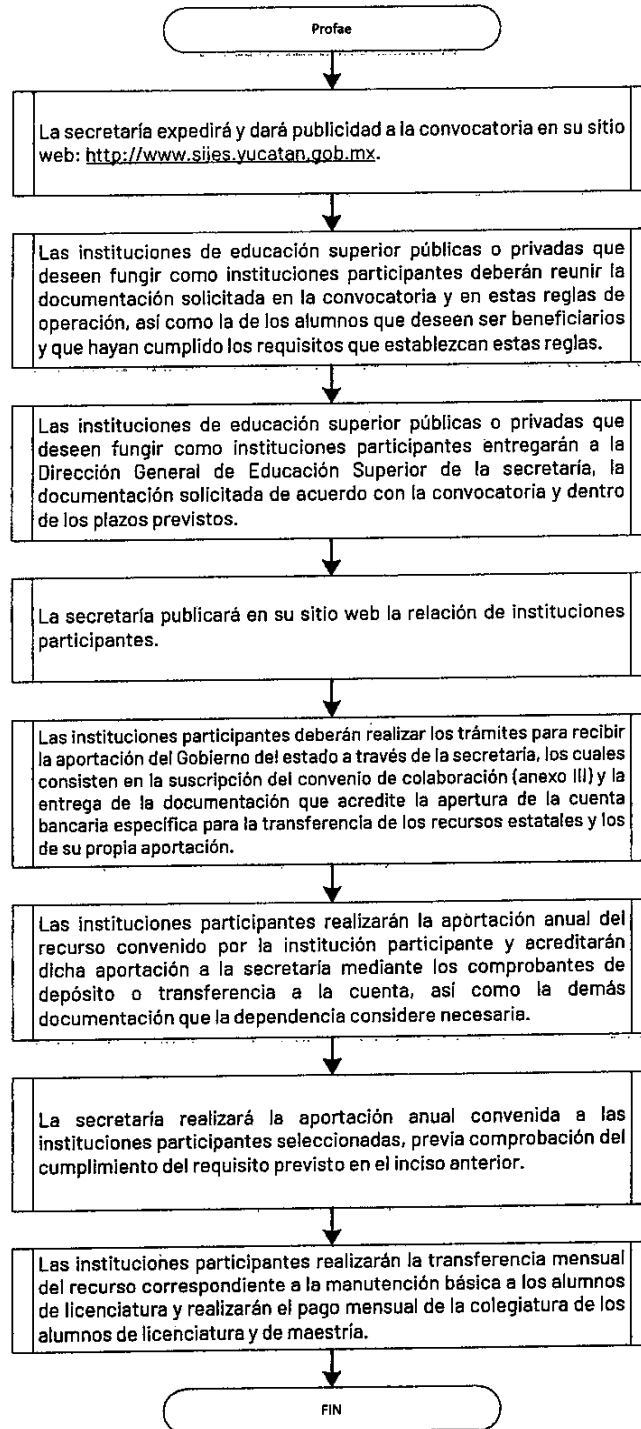 Profae
La secretaría expedirá y dará publicidad a la convocatoria en su sitio
web: http://www.siies.yucatan.gob.mx.
Las instituciones de educación superior públicas o privadas que
deseen fungir como instituciones participantes deberán reunir la
documentación solicitada en la convocatoria y en estas reglas de
operación, así como la de los alumnos que deseen ser beneficiarios
y que hayan cumplido los requisitos que establezcan estas reglas.
Las instituciones de educación superior públicas o privadas que
deseen fungir como instituciones participantes entregarán a la
Dirección General de Educación Superior de la secretaría, la
documentación solicitada de acuerdo con la convocatoria y dentro
de los plazos previstos.
La secretaría publicará en su sitio web la relación de instituciones
participantes.
Las instituciones participantes deberán realizar los trámites para recibir
la aportación del Gobierno del estado a través de la secretaría, los cuales
consisten en la suscripción del convenio de colaboración (anexo III) y la
entrega de la documentación que acredite la apertura de la cuenta
bancaria específica para la transferencia de los recursos estatales y los
de su propia aportación.
Las instituciones participantes realizarán la aportación anual del
recurso convenido por la institución participante y acreditarán
dicha aportación a la secretaría mediante los comprobantes de
depósito o transferencia a la cuenta, así como la demás
documentación que la dependencia considere necesaria.
La secretaría realizará la aportación anual convenida a las
instituciones participantes seleccionadas, previa comprobación del
cumplimiento del requisito previsto en el inciso anterior.
Las instituciones participantes realizarán la transferencia mensual
del recurso correspondiente a la manutención básica a los alumnos
de licenciatura y realizarán el pago mensual de la colegiatura de los
alumnos de licenciatura y de maestría.
FIN